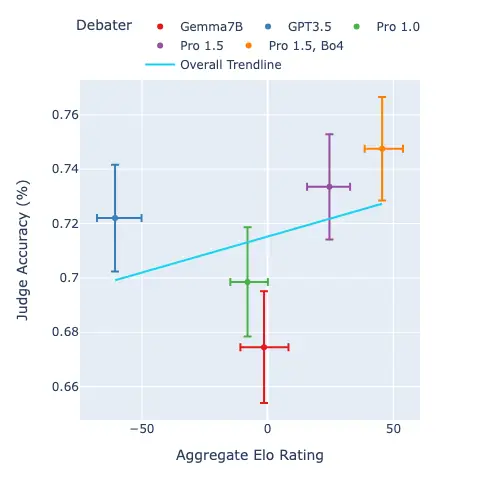 Debater
Gemma7B GPT3.5 Pro 1.0
Pro 1.5 Pro 1.5, Bo4
Overall Trendline
0.76
0.74
0.72
0.7
0.68
0.66
Judge Accuracy (%)
−50 0 50
Aggregate Elo Rating